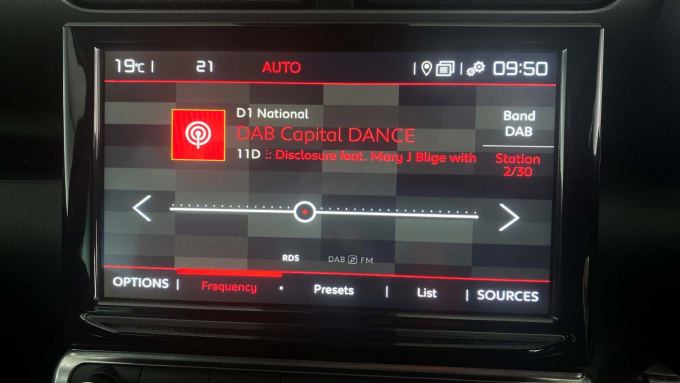 19°C | 21 AUTO 09:50
D1 National
DAB Capital DANCE
11D :: Disclosure feat. Mary J Blige with
Band
DAB
Station
2/30
RDS DAB FM
OPTIONS | Frequency • Presets | List | SOURCES